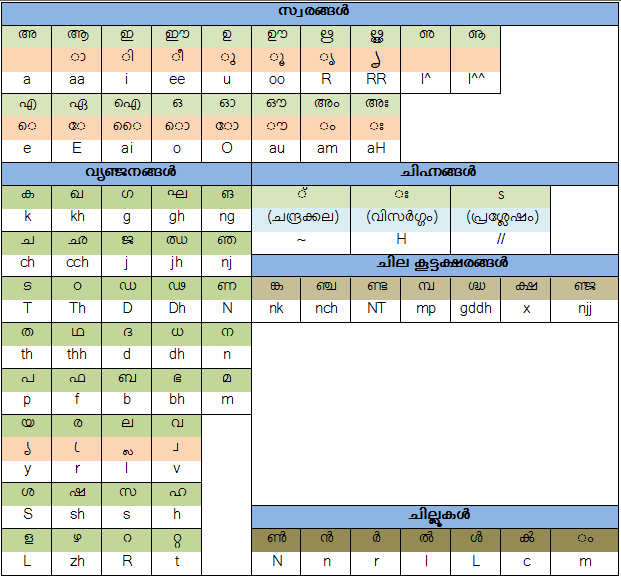 സ്വരങ്ങൾ
അ ആ ഇ ഈ ഉ ഊ ഋ ൠ ഌ ൡ
ാ ി ീ ു ൂ ൃ ൄ
a aa i ee u oo R RR l^ l^^
എ ഏ ഐ ഒ ഓ ഔ അം അഃ
െ േ ൈ ൊ ോ ൗ ം ഃ
e E ai o O au am aH
വ്യഞ്ജനങ്ങൾ ചിഹ്നങ്ങൾ
ക ഖ ഗ ഘ ങ ് ഃ ഽ
(ചന്ദ്രക്കല) (വിസർഗ്ഗം) (പ്രശ്ലേഷം)
k kh g gh ng ~ H //
ച ഛ ജ ഝ ഞ ചില കൂട്ടക്ഷരങ്ങൾ
ch cch j jh nj
ട ഠ ഡ ഢ ണ ങ്ക ഞ്ച ണ്ട മ്പ ഗ്ദ്ധ ക്ഷ ഞ്ജ
T Th D Dh N nk nch NT mp gddh x njj
ത ഥ ദ ധ ന
th thh d dh n
പ ഫ ബ ഭ മ
p f b bh m
യ ര ല വ
്യ ്ര ്ല ്വ
y r l v
ശ ഷ സ ഹ
S sh s h ചില്ലുകൾ
ള ഴ റ റ്റ ൺ ൻ ർ ൽ ൾ ൿ ം
L zh R t N n r l L c m